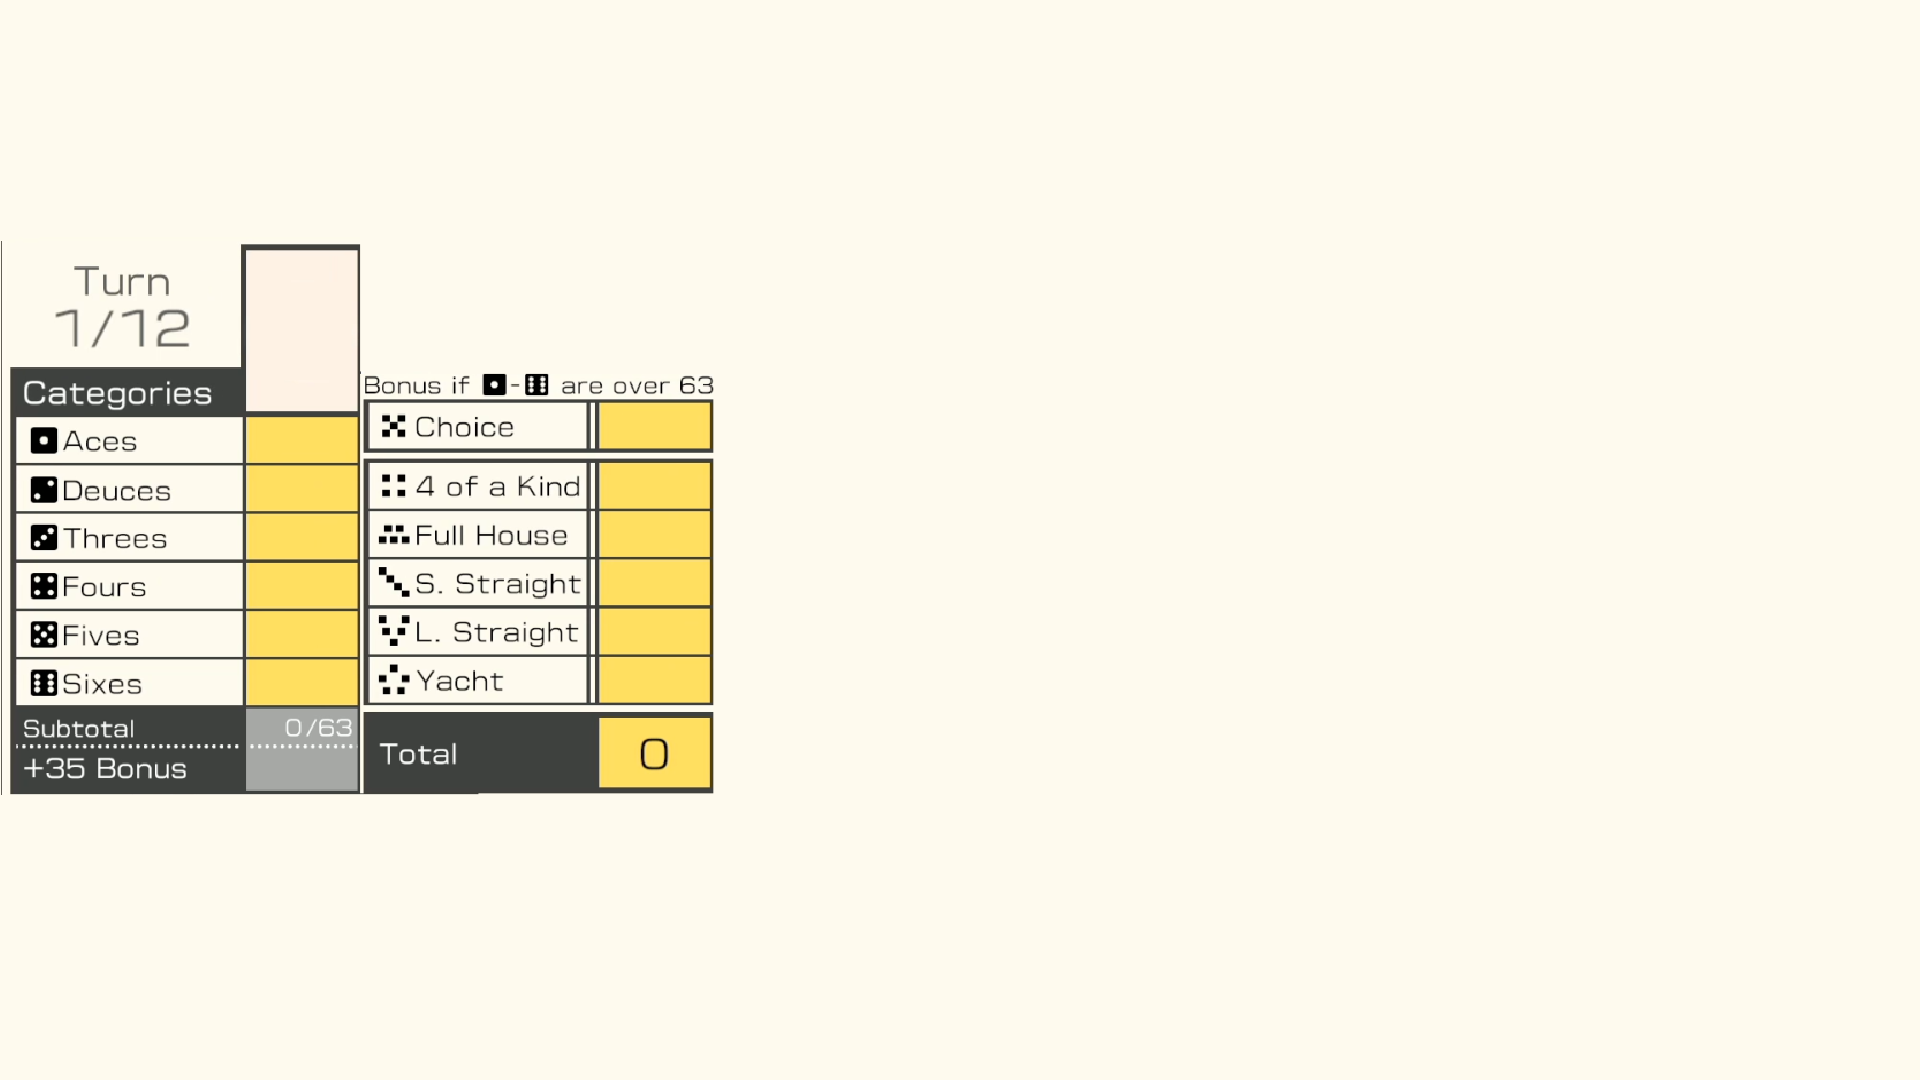 Turn
1/12
Categories
Aces
Deuces
Threes
Fours
Fives
Sixes
Subtotal 0/63
+35 Bonus
Bonus if - are over 63
Choice
4 of a Kind
Full House
S. Straight
L. Straight
Yacht
Total 0